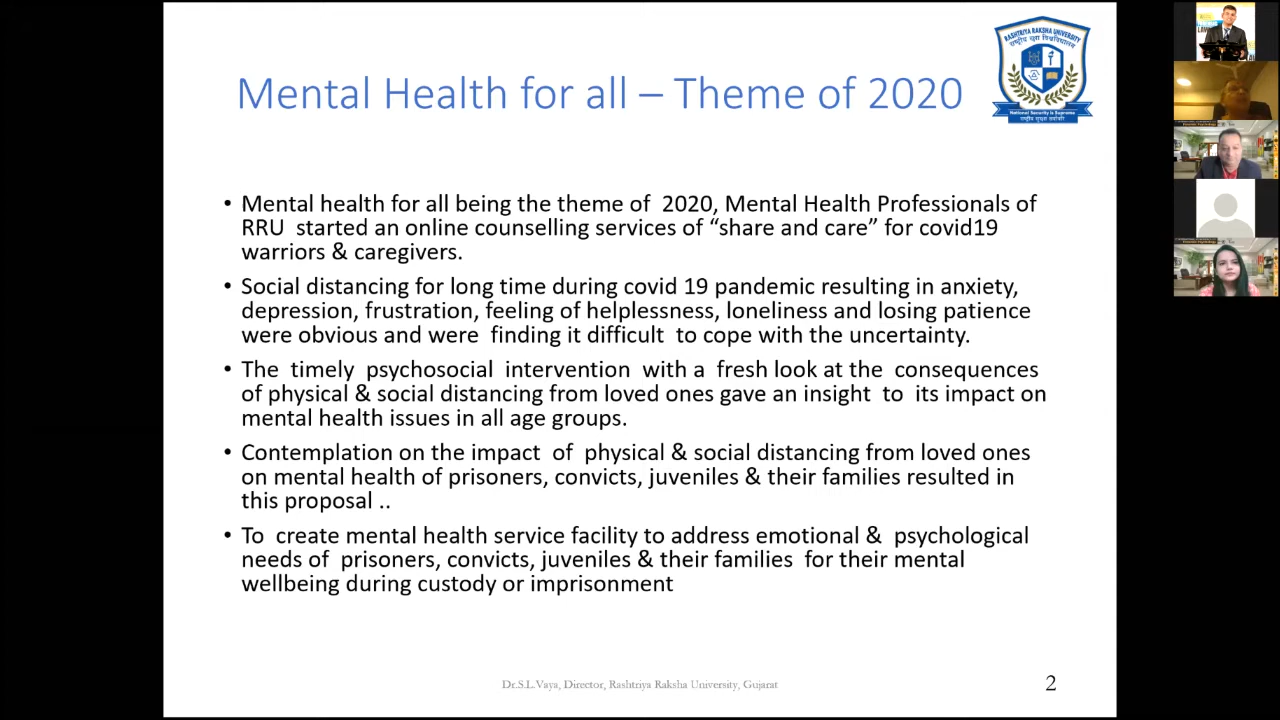 Mental Health for all – Theme of 2020
RASHTRIYA RAKSHA UNIVERSITY
National Security is Supreme
• Mental health for all being the theme of 2020, Mental Health Professionals of
RRU started an online counselling services of “share and care” for covid19
warriors & caregivers.
• Social distancing for long time during covid 19 pandemic resulting in anxiety,
depression, frustration, feeling of helplessness, loneliness and losing patience
were obvious and were finding it difficult to cope with the uncertainty.
• The timely psychosocial intervention with a fresh look at the consequences
of physical & social distancing from loved ones gave an insight to its impact on
mental health issues in all age groups.
• Contemplation on the impact of physical & social distancing from loved ones
on mental health of prisoners, convicts, juveniles & their families resulted in
this proposal ..
• To create mental health service facility to address emotional & psychological
needs of prisoners, convicts, juveniles & their families for their mental
wellbeing during custody or imprisonment
Dr.S.L.Vaya, Director, Rashtriya Raksha University, Gujarat
2